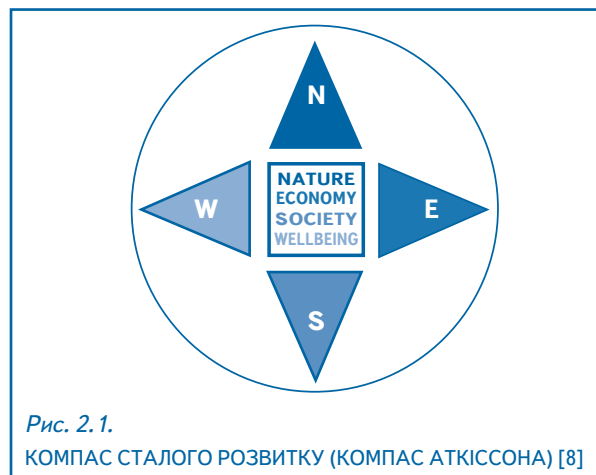 N
W
NATURE
ECONOMY
SOCIETY
WELLBEING
E
S
Рис. 2.1.
КОМПАС СТАЛОГО РОЗВИТКУ (КОМПАС АТКІССОНА) [8]